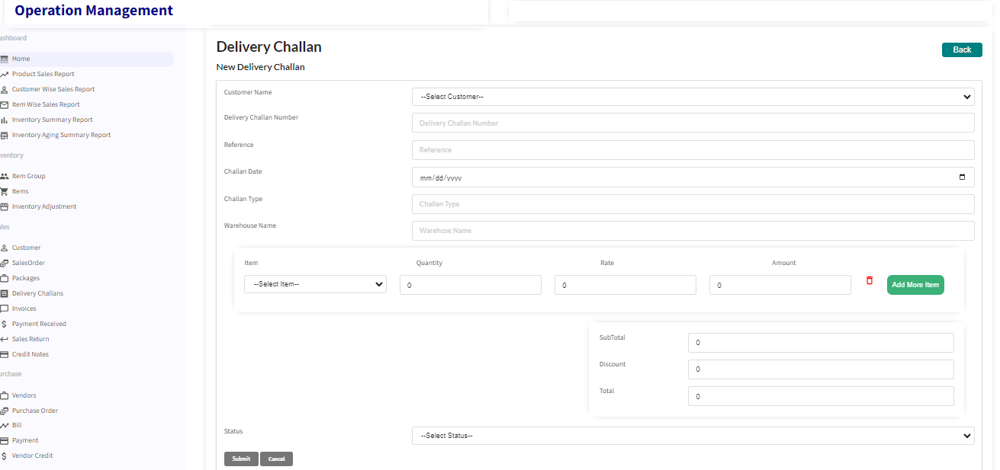 Operation Management
ashboard
Home
Product Sales Report
Customer Wise Sales Report
Item Wise Sales Report
Inventory Summary Report
Inventory Aging Summary Report
ventory
Item Group
Items
Inventory Adjustment
ales
Customer
SalesOrder
Packages
Delivery Challans
Invoices
Payment Received
Sales Return
Credit Notes
urchase
Vendors
Purchase Order
Bill
Payment
Vendor Credit
Delivery Challan
Back
New Delivery Challan
Customer Name
--Select Customer--
Delivery Challan Number
Delivery Challan Number
Reference
Reference
Challan Date
mm/dd/yyyy
Challan Type
Challan Type
Warehouse Name
Warehose Name
Item Quantity Rate Amount
--Select Item-- 0 0 0 Add More Item
SubTotal 0
Discount 0
Total 0
Status
--Select Status--
Submit Cancel